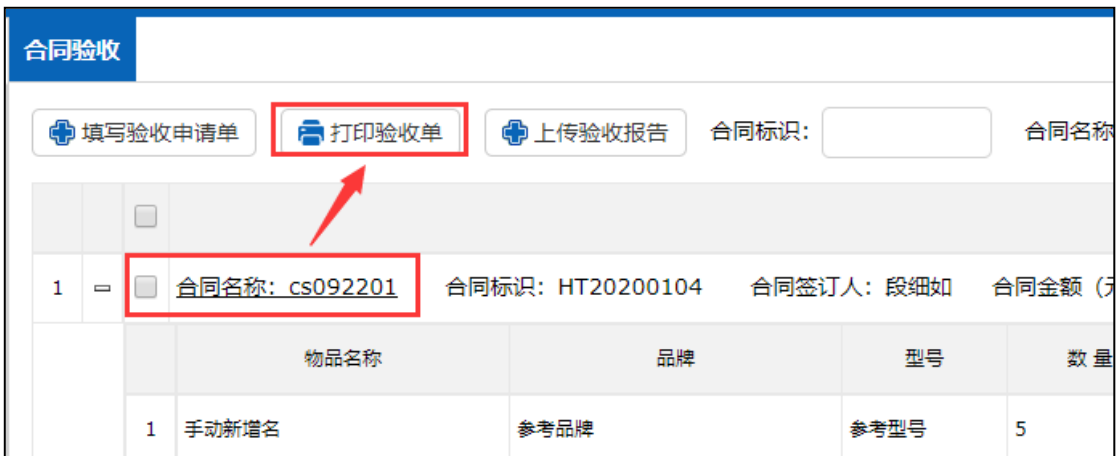 合同验收
填写验收申请单 打印验收单 上传验收报告 合同标识： 合同名称
1 合同名称：cs092201 合同标识：HT20200104 合同签订人：段细如 合同金额（元
物品名称 品牌 型号 数量
1 手动新增名 参考品牌 参考型号 5